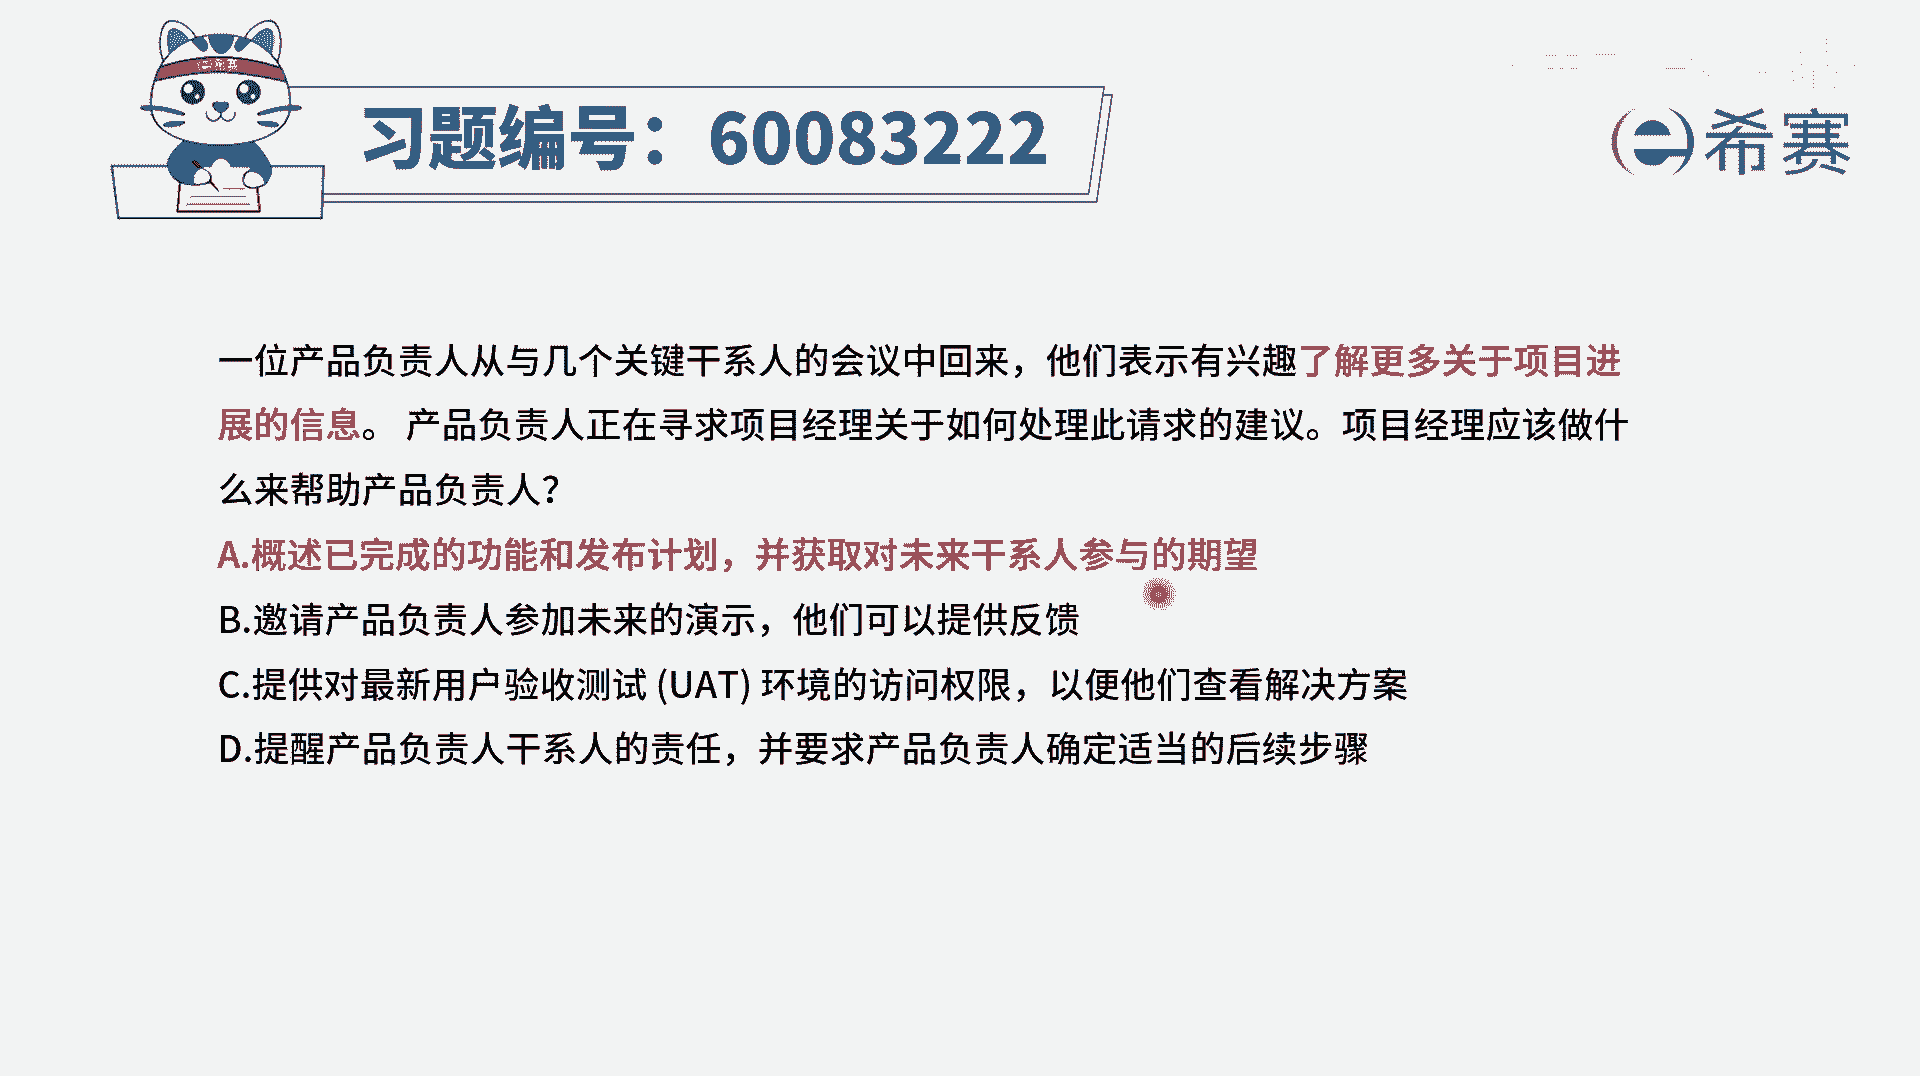 习题编号：60083222
希赛
一位产品负责人从与几个关键干系人的会议中回来，他们表示有兴趣了解更多关于项目进
展的信息。 产品负责人正在寻求项目经理关于如何处理此请求的建议。项目经理应该做什
么来帮助产品负责人？
A.概述已完成的功能和发布计划，并获取对未来干系人参与的期望
B.邀请产品负责人参加未来的演示，他们可以提供反馈
C.提供对最新用户验收测试 (UAT) 环境的访问权限，以便他们查看解决方案
D.提醒产品负责人干系人的责任，并要求产品负责人确定适当的后续步骤